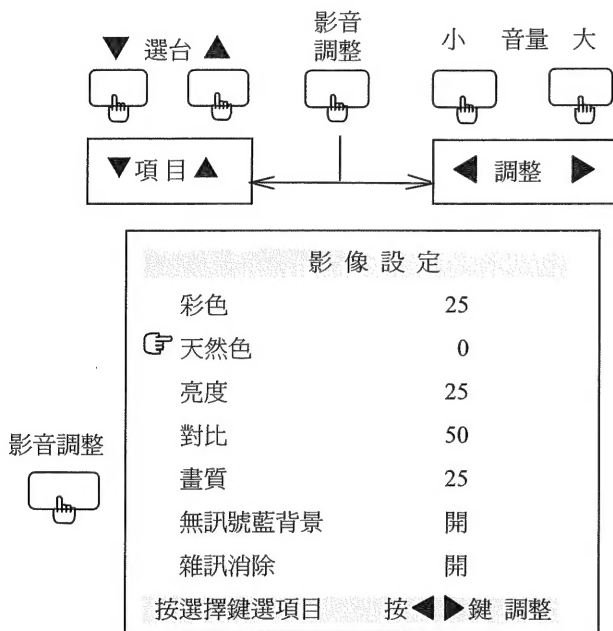 ▼ 選台 ▲ 影音調整 小 音量 大
▼項目▲ ◀ 調整 ▶
影像設定
彩色 25
天然色 0
亮度 25
對比 50
畫質 25
無訊號藍背景 開
雜訊消除 開
按選擇鍵選項目 按◀▶鍵 調整
影音調整